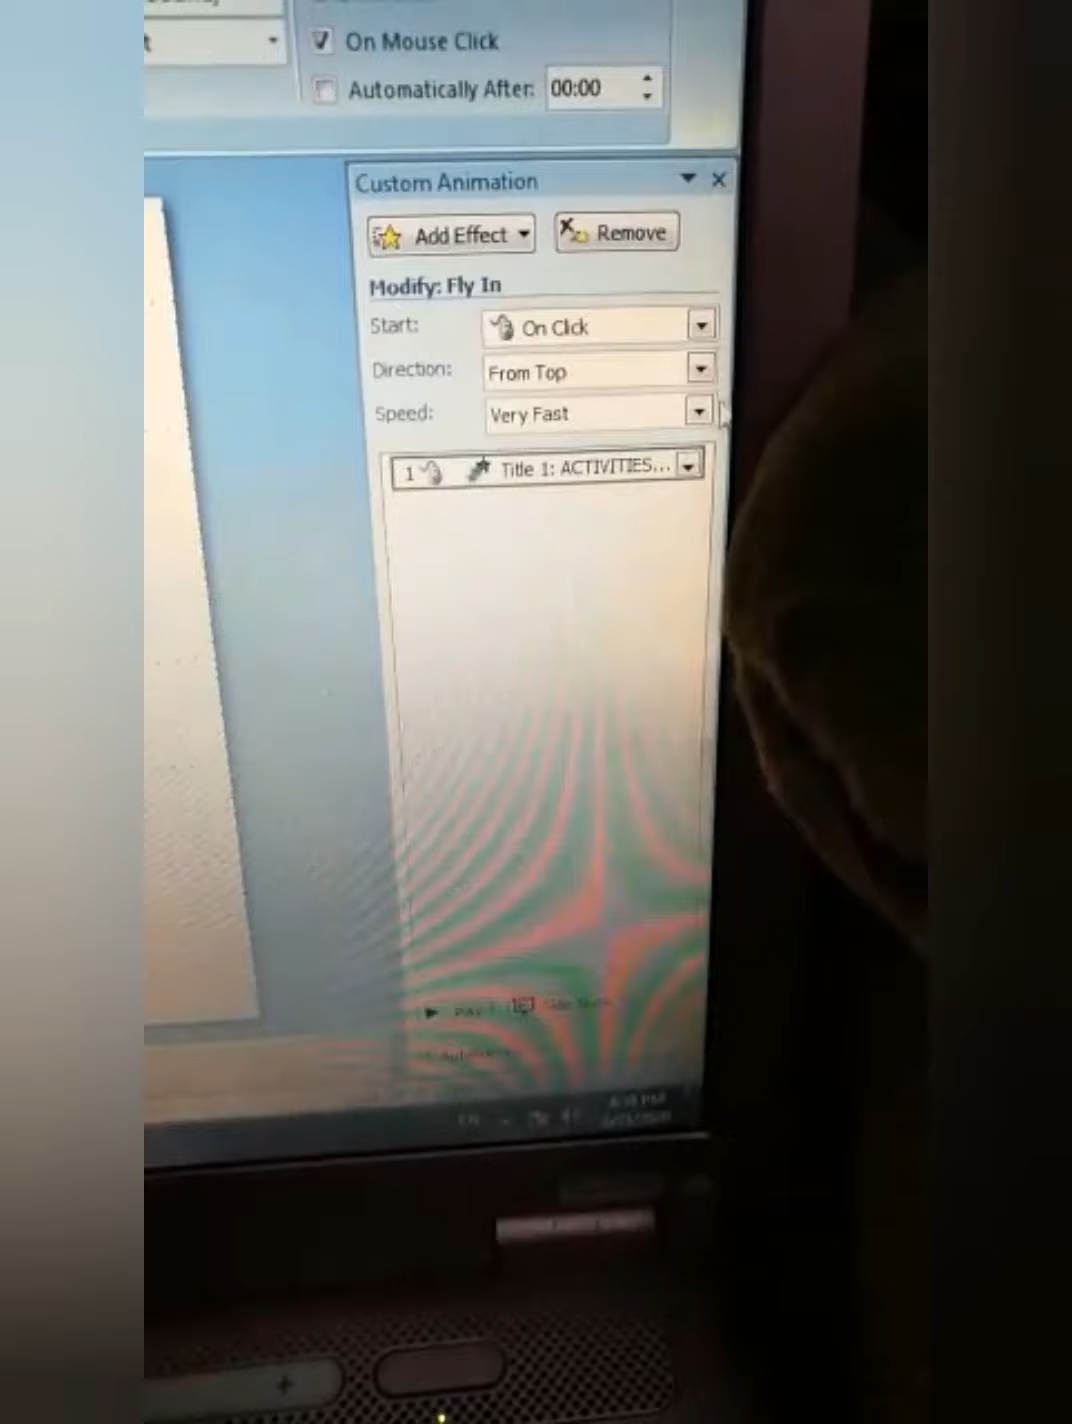 On Mouse Click
Automatically After: 00:00
Custom Animation
Add Effect Remove
Modify: Fly In
Start: On Click
Direction: From Top
Speed: Very Fast
1 Title 1: ACTIVITIES...